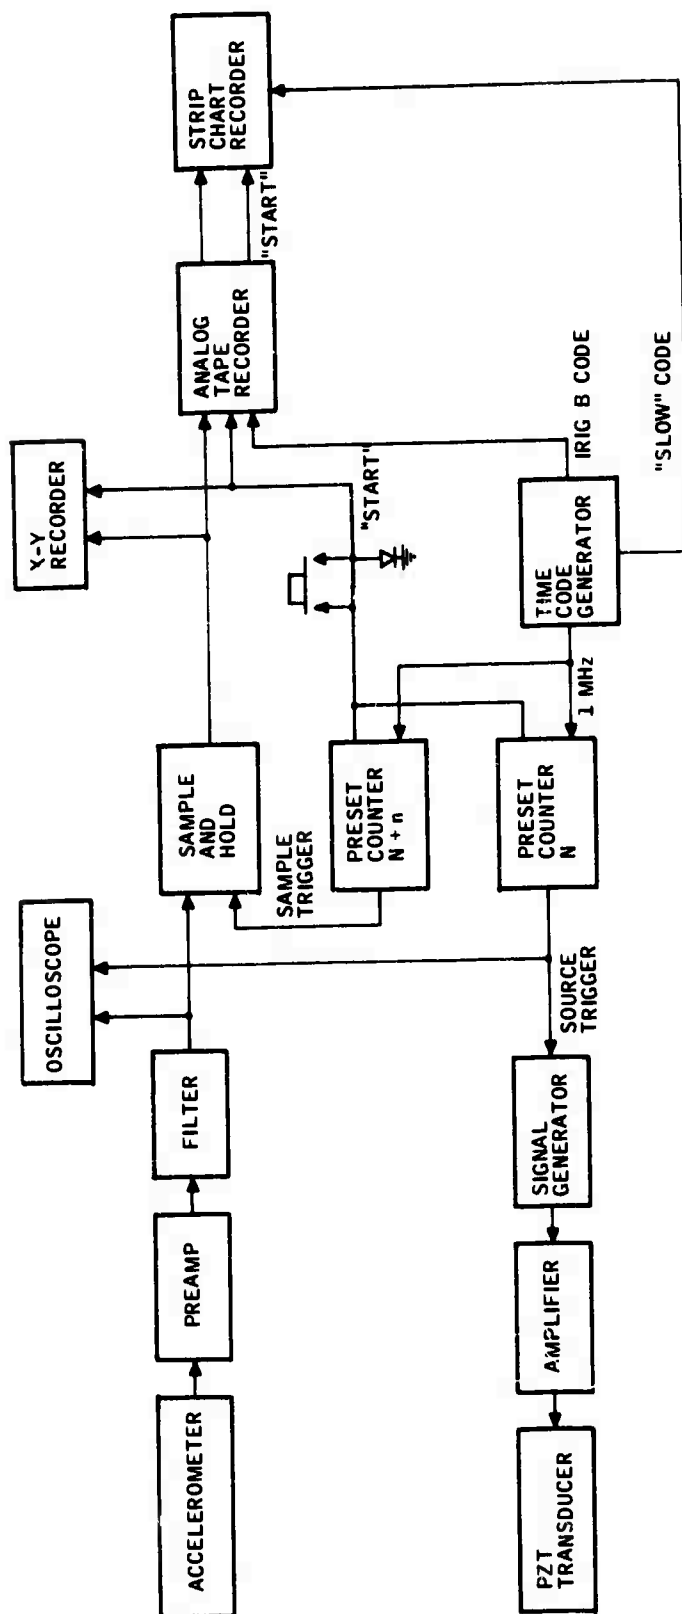 OSCILLOSCOPE
X-Y
RECORDER
ACCELEROMETER
PREAMP
FILTER
SAMPLE
AND
HOLD
ANALOG
TAPE
RECORDER
STRIP
CHART
RECORDER
"START"
SAMPLE
TRIGGER
PRESET
COUNTER
N + n
"START"
PZT
TRANSDUCER
AMPLIFIER
SIGNAL
GENERATOR
SOURCE
TRIGGER
PRESET
COUNTER
N
1 MHz
TIME
CODE
GENERATOR
IRIG B CODE
"SLOW" CODE